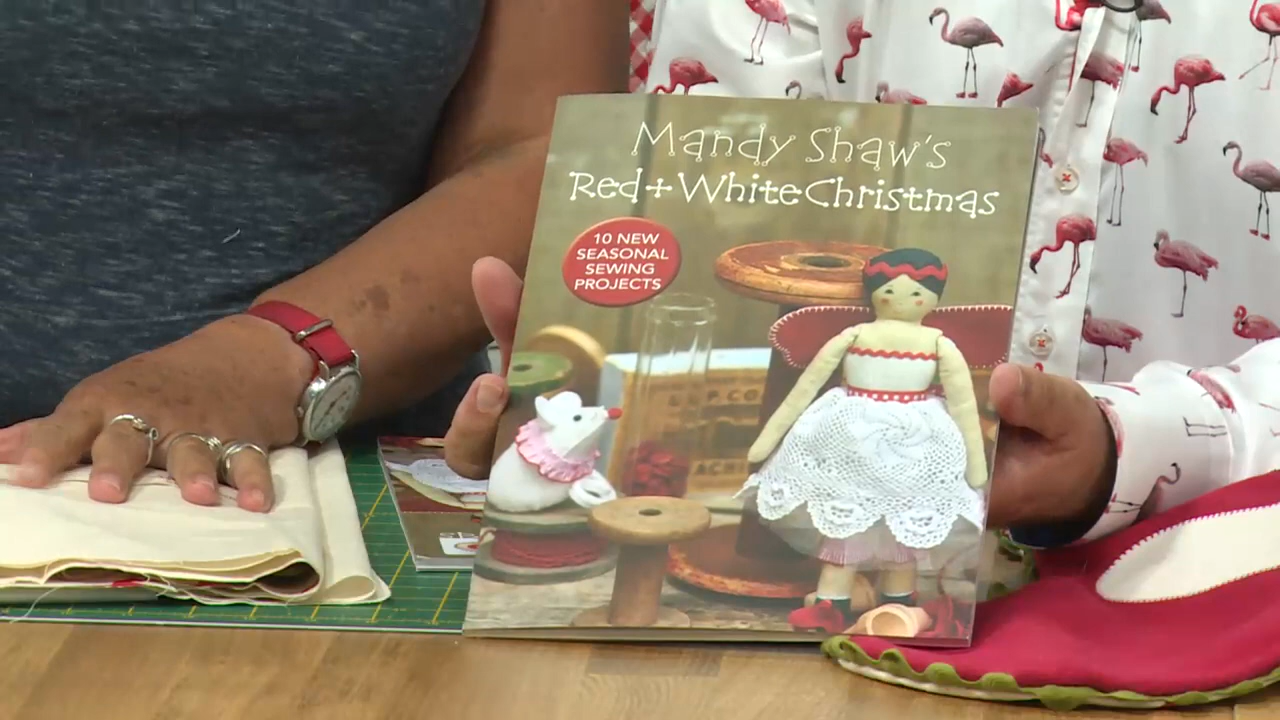 Mandy Shaw's
Red+White Christmas
10 NEW
SEASONAL
SEWING
PROJECTS